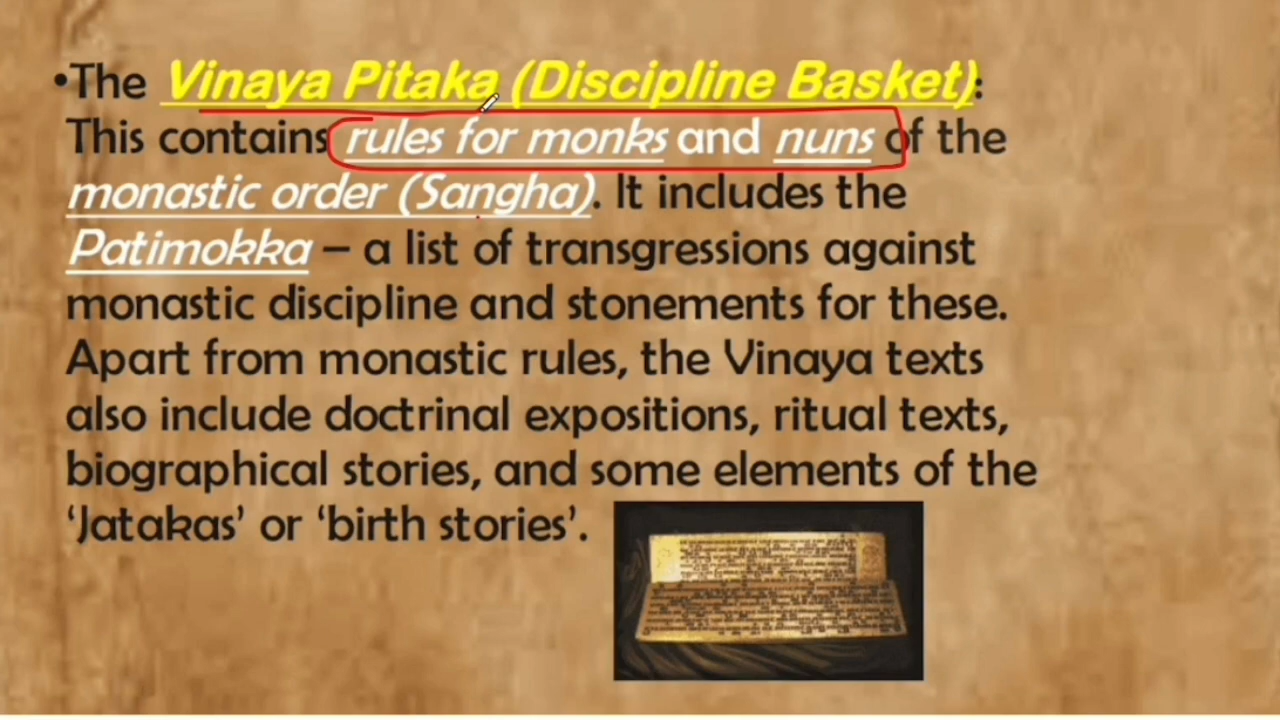 •The Vinaya Pitaka (Discipline Basket):
This contains rules for monks and nuns of the
monastic order (Sangha). It includes the
Patimokka – a list of transgressions against
monastic discipline and stonements for these.
Apart from monastic rules, the Vinaya texts
also include doctrinal expositions, ritual texts,
biographical stories, and some elements of the
‘Jatakas’ or ‘birth stories’.